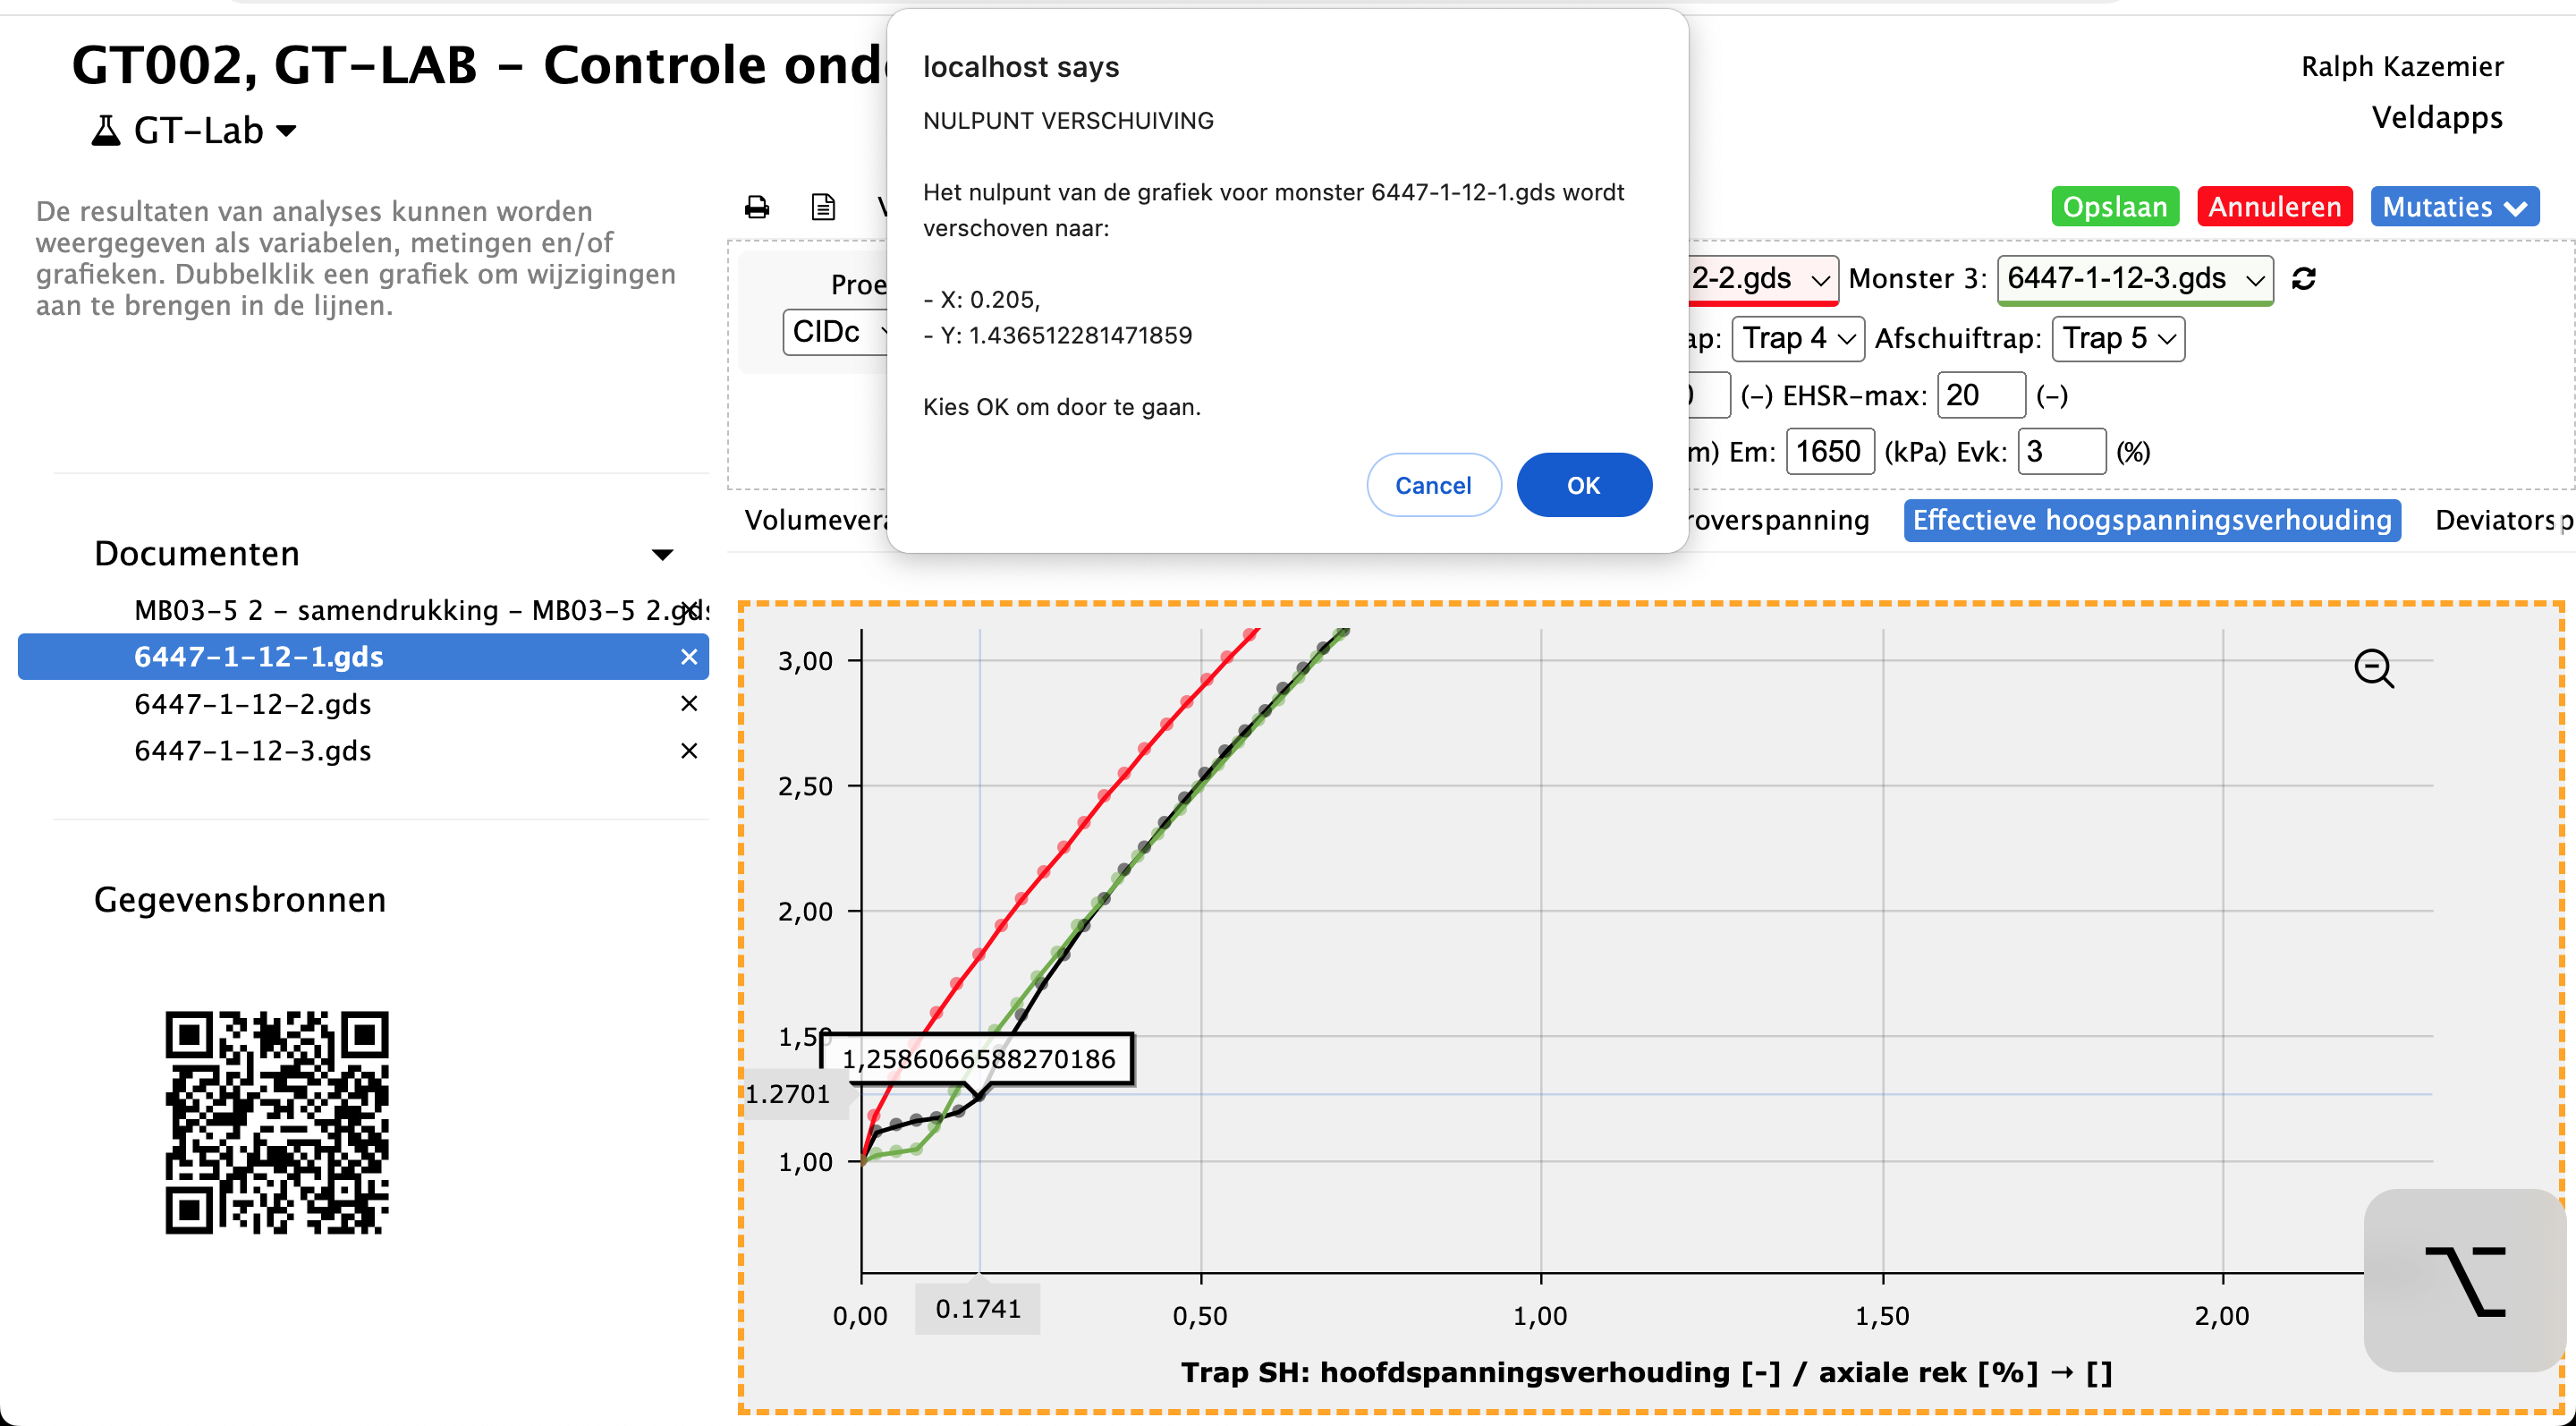 GT002, GT-LAB - Controle ond
GT-Lab
De resultaten van analyses kunnen worden
weergegeven als variabelen, metingen en/of
grafieken. Dubbelklik een grafiek om wijzigingen
aan te brengen in de lijnen.
Documenten
MB03-5 2 - samendrukking - MB03-5 2.gds
6447-1-12-1.gds
6447-1-12-2.gds
6447-1-12-3.gds
Gegevensbronnen
localhost says
NULPUNT VERSCHUIVING
Het nulpunt van de grafiek voor monster 6447-1-12-1.gds wordt
verschoven naar:
- X: 0.205,
- Y: 1.436512281471859
Kies OK om door te gaan.
Cancel OK
Ralph Kazemier
Veldapps
Opslaan Annuleren Mutaties
Proe
CIDc
2-2.gds Monster 3: 6447-1-12-3.gds
ap: Trap 4 Afschuiftrap: Trap 5
(-) EHSR-max: 20 (-)
m) Em: 1650 (kPa) Evk: 3 (%)
Volumevera roverspanning Effectieve hoogspanningsverhouding Deviatorsp
3,00
2,50
2,00
1,50
1,2586066588270186
1.2701
1,00
0,00 0.1741 0,50 1,00 1,50 2,00
Trap SH: hoofdspanningsverhouding [-] / axiale rek [%] → []